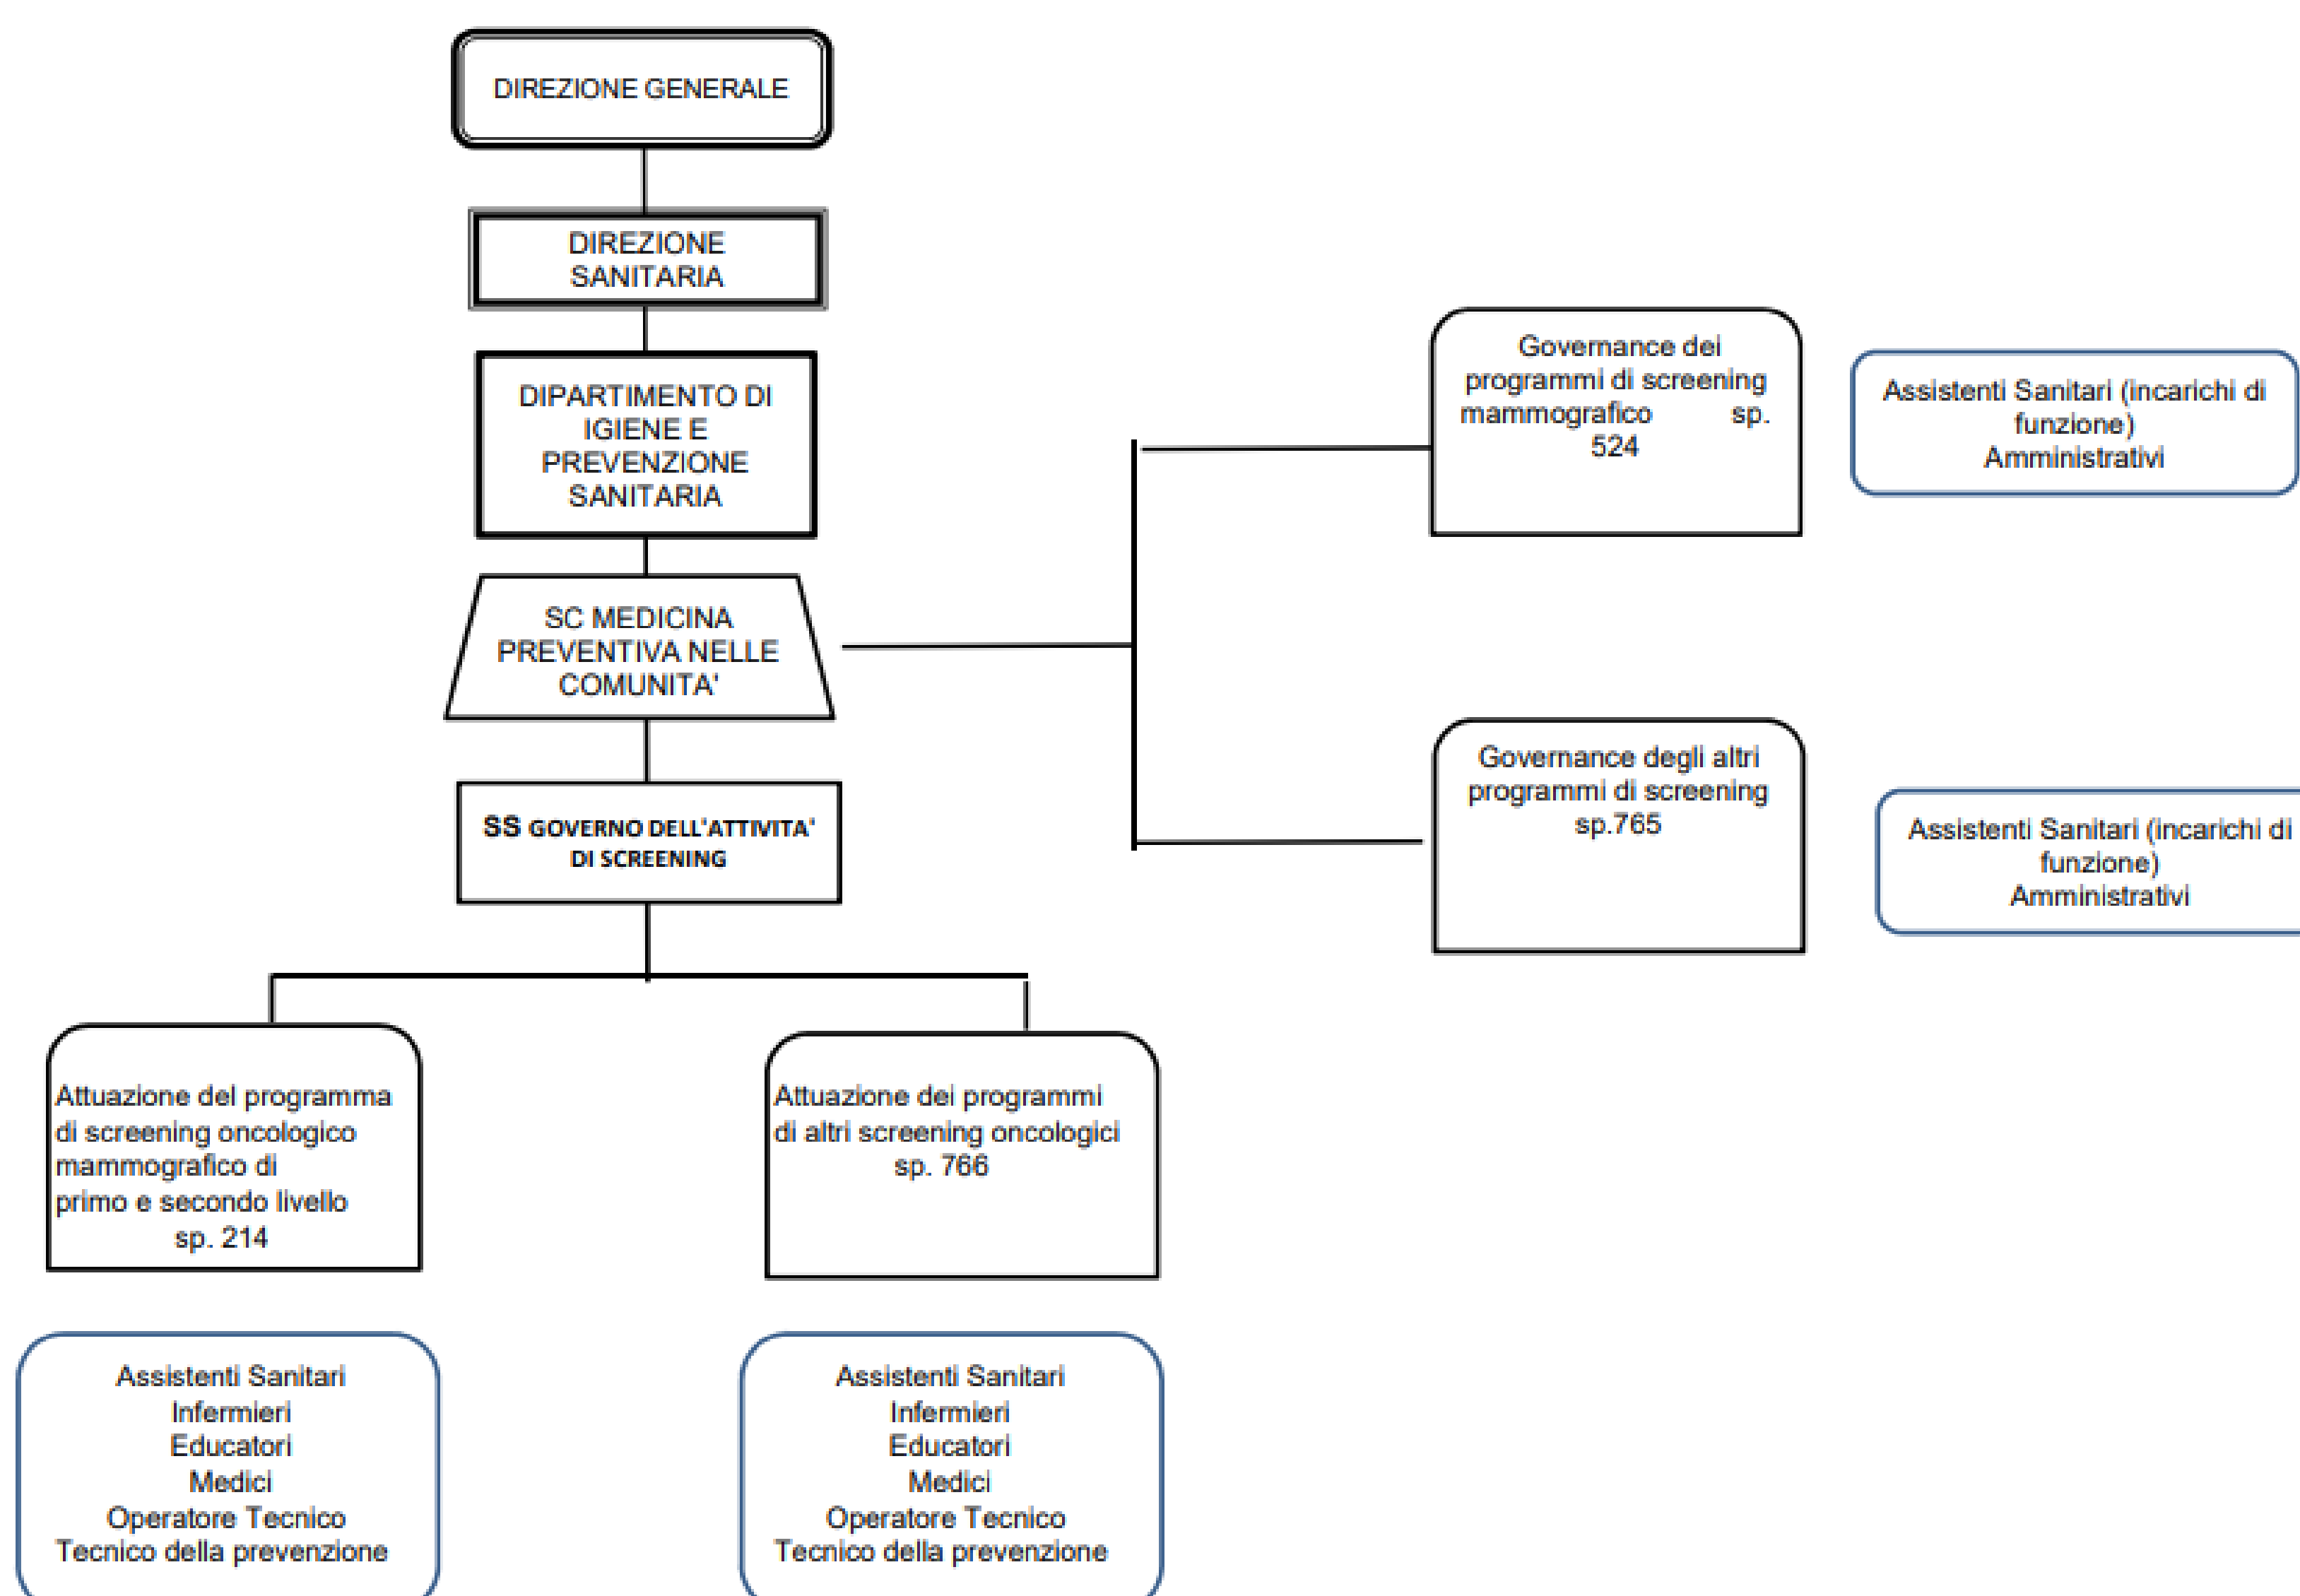 DIREZIONE GENERALE
DIREZIONE
SANITARIA
DIPARTIMENTO DI
IGIENE E
PREVENZIONE
SANITARIA
SC MEDICINA
PREVENTIVA NELLE
COMUNITA'
SS GOVERNO DELL'ATTIVITA'
DI SCREENING
Governance dei
programmi di screening
mammografico sp.
524
Assistenti Sanitari (incarichi di
funzione)
Amministrativi
Governance degli altri
programmi di screening
sp.765
Assistenti Sanitari (incarichi di
funzione)
Amministrativi
Attuazione del programma
di screening oncologico
mammografico di
primo e secondo livello
sp. 214
Attuazione dei programmi
di altri screening oncologici
sp. 766
Assistenti Sanitari
Infermieri
Educatori
Medici
Operatore Tecnico
Tecnico della prevenzione
Assistenti Sanitari
Infermieri
Educatori
Medici
Operatore Tecnico
Tecnico della prevenzione